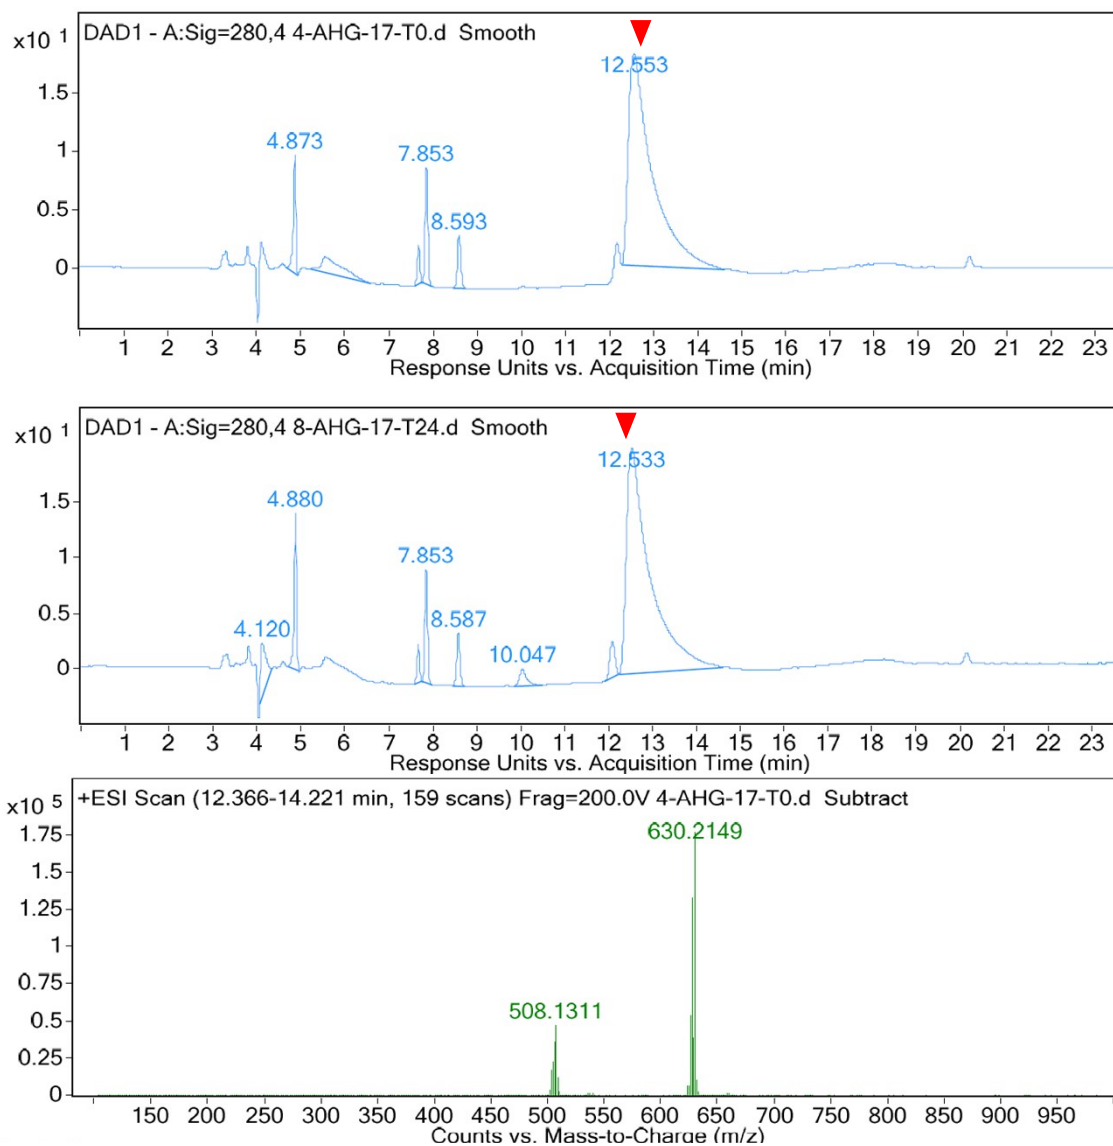 DAD1 - A:Sig=280,4 4-AHG-17-T0.d Smooth
x10 1
12.553
1.5
4.873
7.853
1
8.593
0.5
0
1 2 3 4 5 6 7 8 9 10 11 12 13 14 15 16 17 18 19 20 21 22 23
Response Units vs. Acquisition Time (min)
DAD1 - A:Sig=280,4 8-AHG-17-T24.d Smooth
x10 1
12.533
1.5
4.880
7.853
1
8.587
0.5
4.120
10.047
0
1 2 3 4 5 6 7 8 9 10 11 12 13 14 15 16 17 18 19 20 21 22 23
Response Units vs. Acquisition Time (min)
+ESI Scan (12.366-14.221 min, 159 scans) Frag=200.0V 4-AHG-17-T0.d Subtract
x10 5
1.75
630.2149
1.5
1.25
1
0.75
508.1311
0.5
0.25
0
150 200 250 300 350 400 450 500 550 600 650 700 750 800 850 900 950
Counts vs. Mass-to-Charge (m/z)